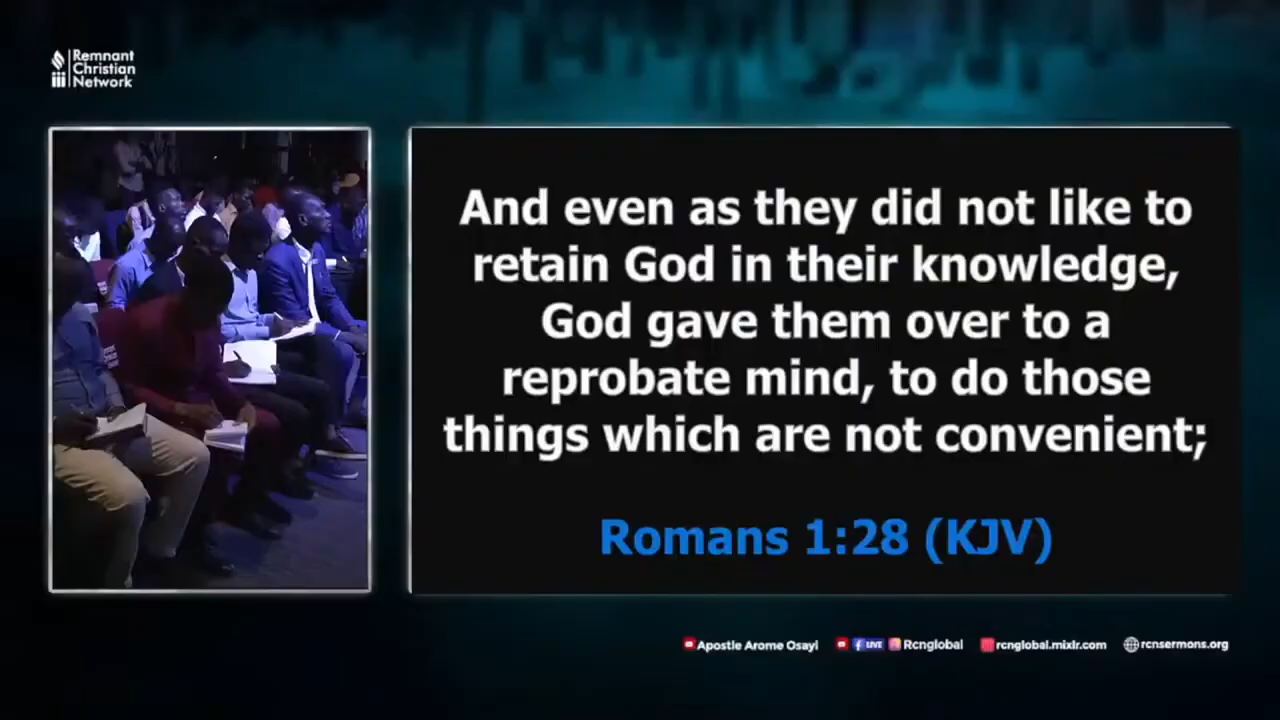 Remnant
Christian
Network
And even as they did not like to
retain God in their knowledge,
God gave them over to a
reprobate mind, to do those
things which are not convenient;
Romans 1:28 (KJV)
Apostle Arome Osayi
LIVE Rcnglobal
rcnglobal.mixlr.com
rcnsermons.org